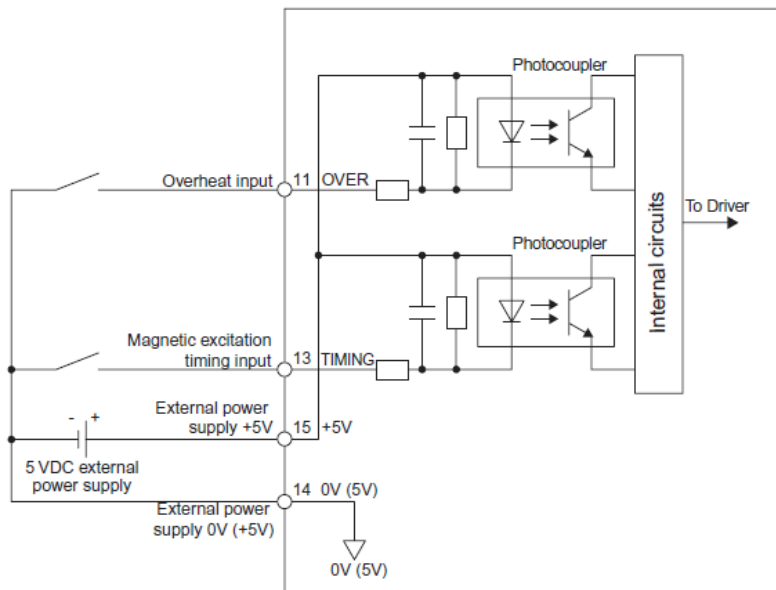 Photocoupler
Overheat input
11 OVER
To Driver
Internal circuits
Photocoupler
Magnetic excitation
timing input
13 TIMING
External power
supply +5V
15 +5V
- +
5 VDC external
power supply
14 0V (5V)
External power
supply 0V (+5V)
0V (5V)